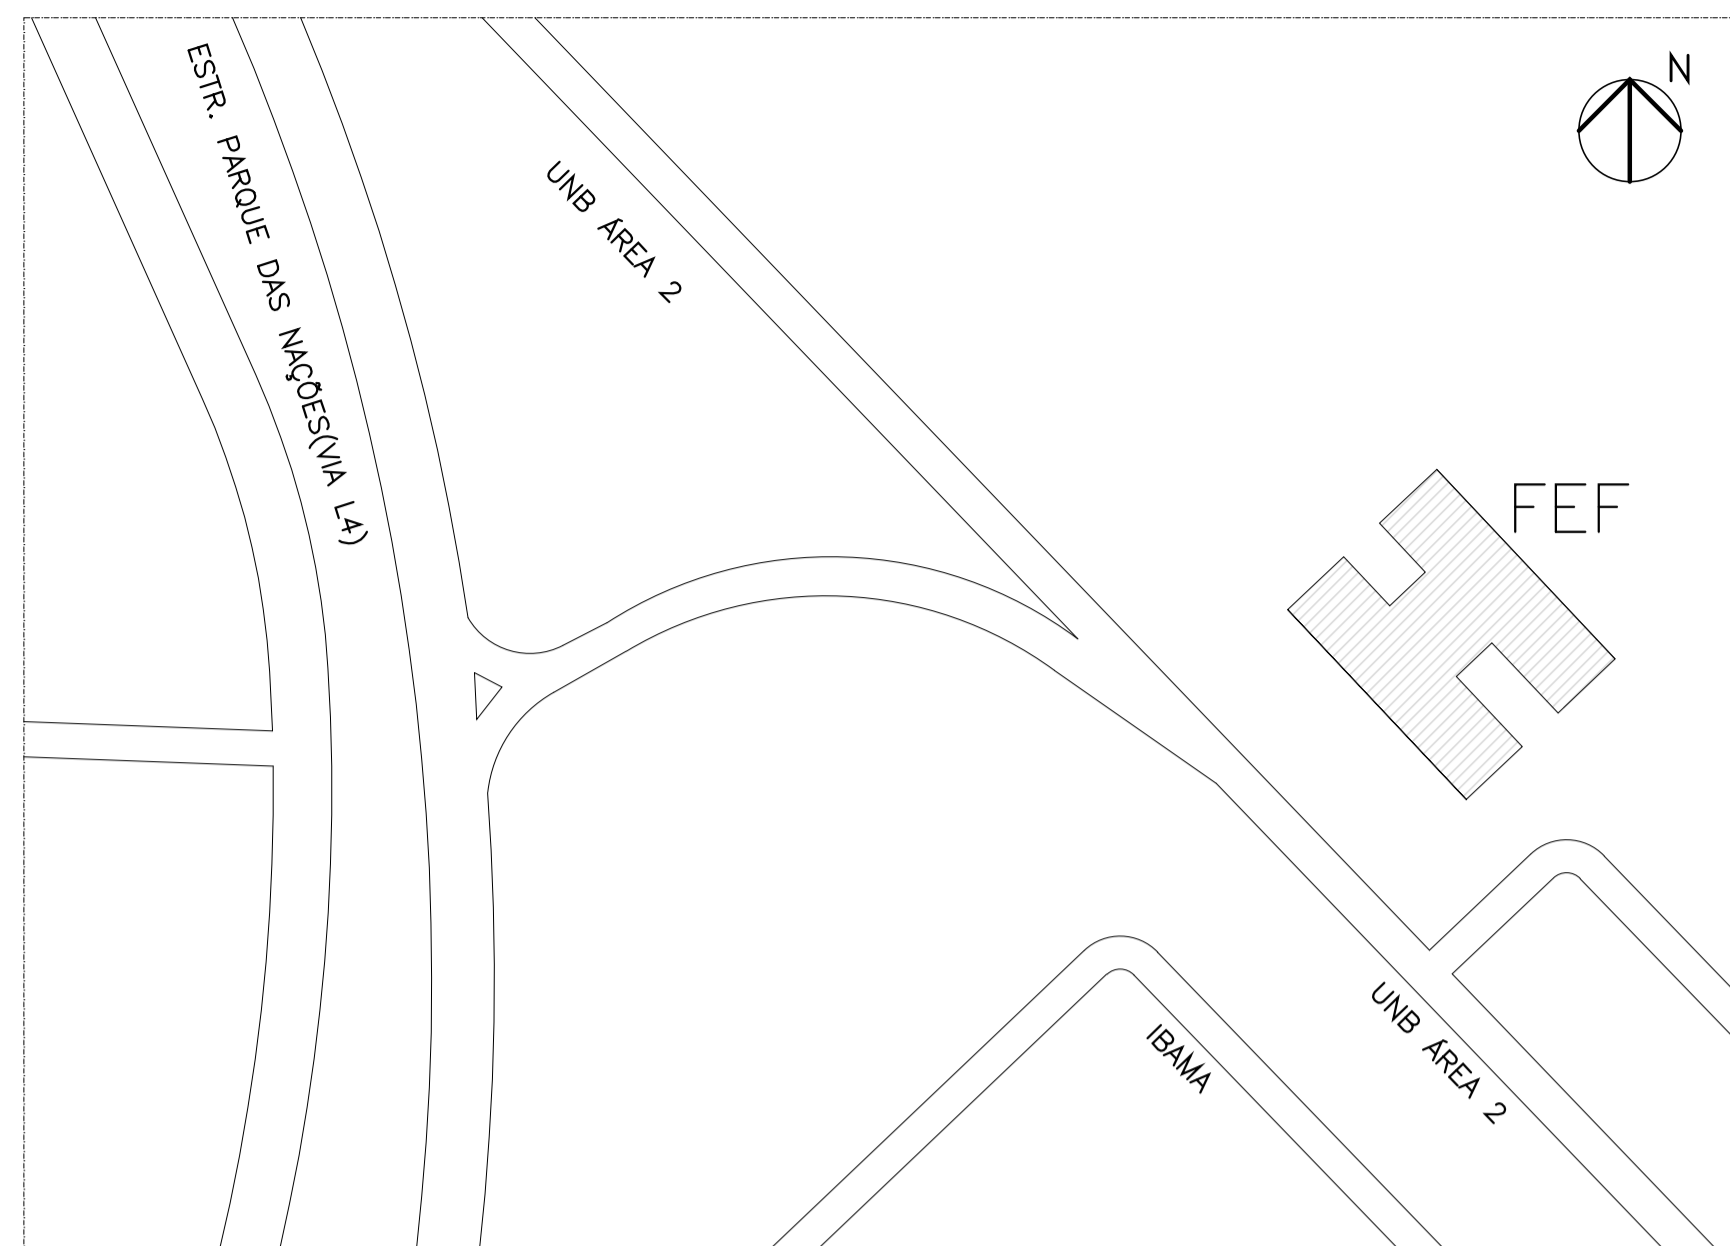 N
ESTR. PARQUE DAS NAÇÕES(VIA L4)
UNB ÁREA 2
FEF
UNB ÁREA 2
IBAMA